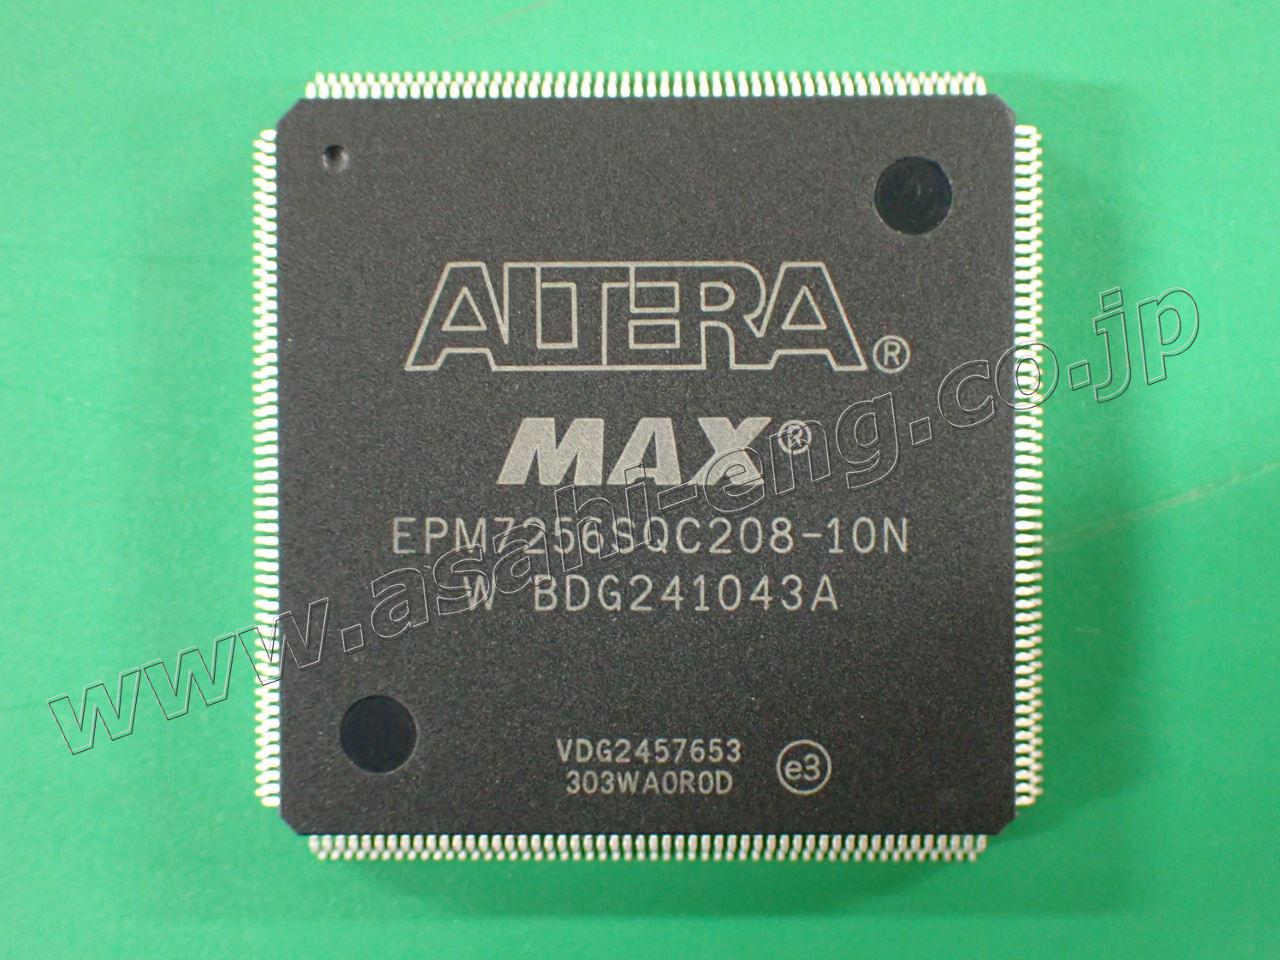 ALTERA®
MAX®
EPM7256SQC208-10N
W BDG241043A
VDG2457653
303WA0R0D
e3
www.asahi-eng.co.jp